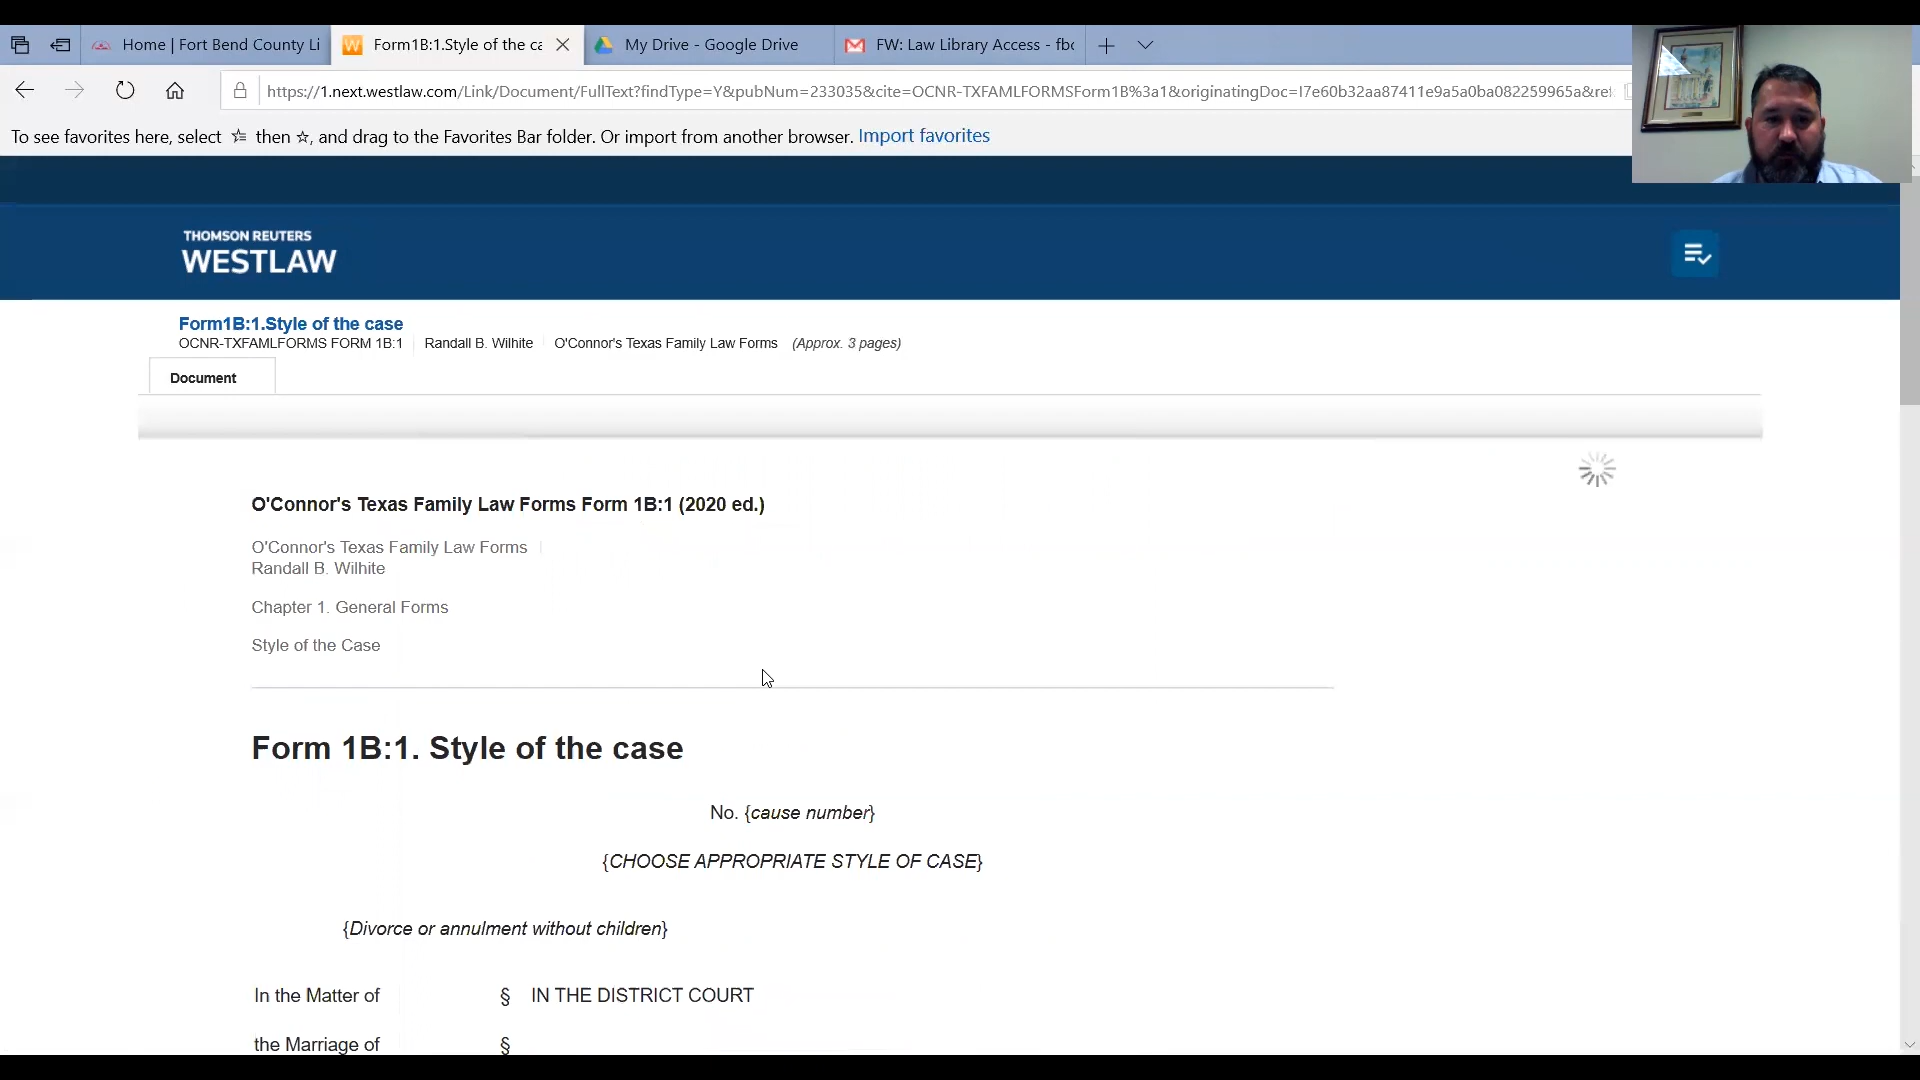 Home | Fort Bend County Li
Form1B:1.Style of the ca
My Drive - Google Drive
FW: Law Library Access - fbc
https://1.next.westlaw.com/Link/Document/FullText?findType=Y&pubNum=233035&cite=OCNR-TXFAMLFORMSForm1B%3a1&originatingDoc=I7e60b32aa87411e9a5a0ba082259965a&re
To see favorites here, select then ☆, and drag to the Favorites Bar folder. Or import from another browser. Import favorites
THOMSON REUTERS
WESTLAW
Form1B:1.Style of the case
OCNR-TXFAMLFORMS FORM 1B:1 Randall B. Wilhite O'Connor's Texas Family Law Forms (Approx. 3 pages)
Document
O'Connor's Texas Family Law Forms Form 1B:1 (2020 ed.)
O'Connor's Texas Family Law Forms
Randall B. Wilhite
Chapter 1. General Forms
Style of the Case
Form 1B:1. Style of the case
No. {cause number}
{CHOOSE APPROPRIATE STYLE OF CASE}
{Divorce or annulment without children}
In the Matter of § IN THE DISTRICT COURT
the Marriage of §